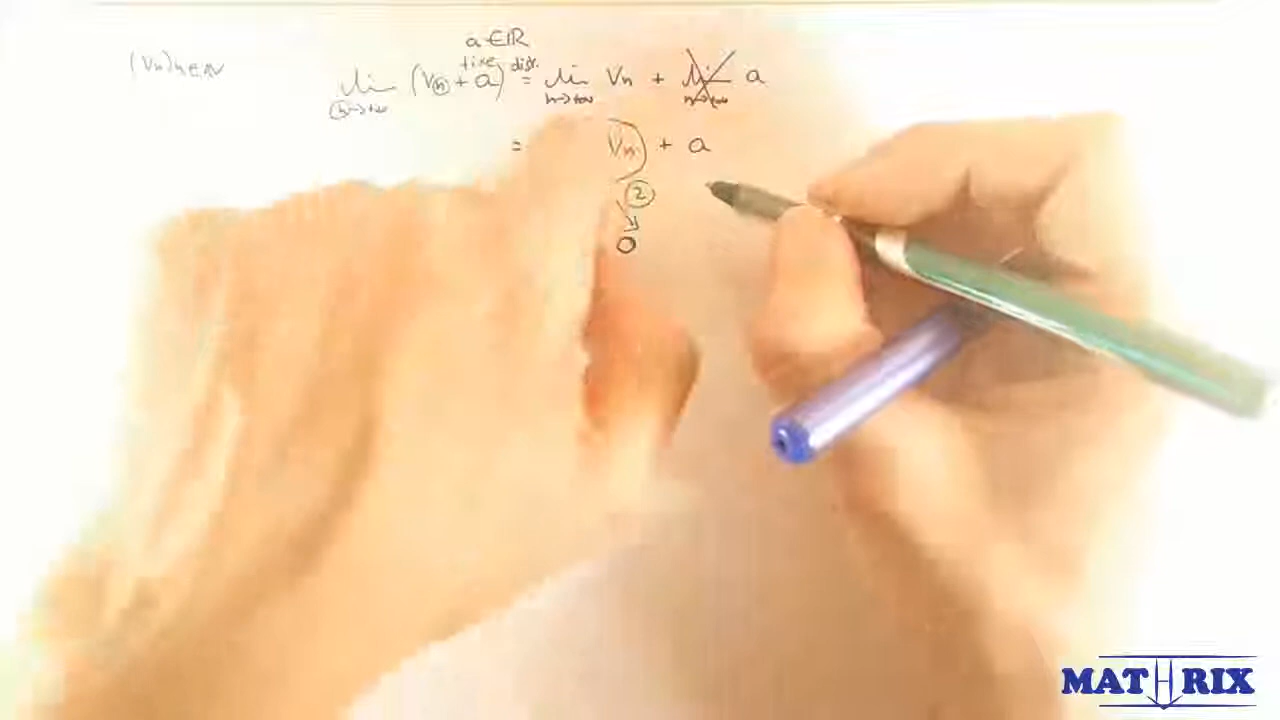 a ∈ ℝ
(Vn)n∈ℕ
fixe distr.
lim (Vn + a) = lim Vn + lim a
n→+∞ n→+∞ n→+∞
= Vn) + a
2
0
MATHRIX